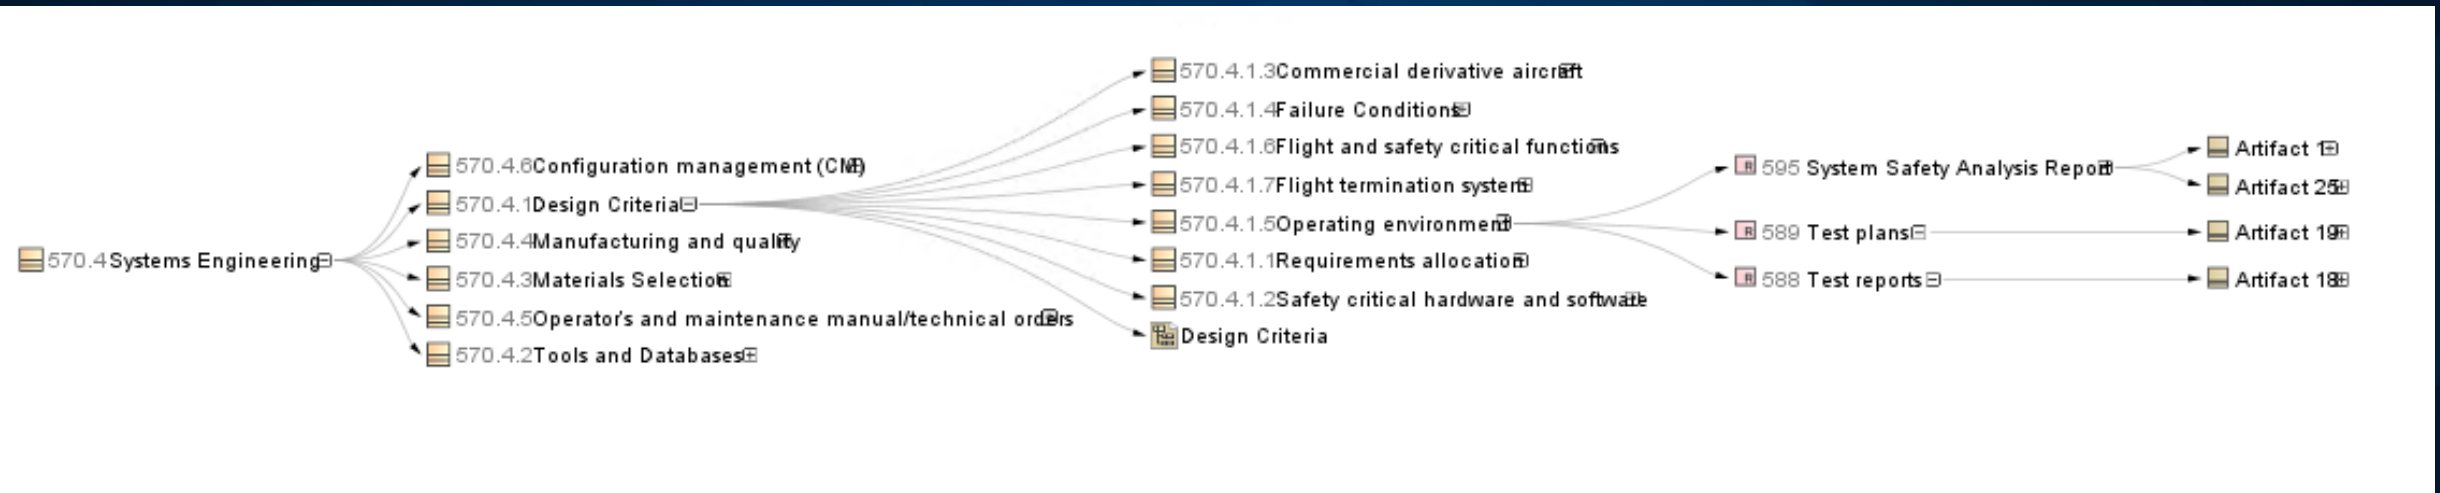 570.4 Systems Engineering
570.4.6 Configuration management (CM)
570.4.1 Design Criteria
570.4.4 Manufacturing and quality
570.4.3 Materials Selection
570.4.5 Operator's and maintenance manual/technical orders
570.4.2 Tools and Databases
570.4.1.3 Commercial derivative aircraft
570.4.1.4 Failure Conditions
570.4.1.6 Flight and safety critical functions
570.4.1.7 Flight termination system
570.4.1.5 Operating environment
570.4.1.1 Requirements allocation
570.4.1.2 Safety critical hardware and software
Design Criteria
R 595 System Safety Analysis Report
R 589 Test plans
R 588 Test reports
Artifact 1
Artifact 25
Artifact 19
Artifact 18